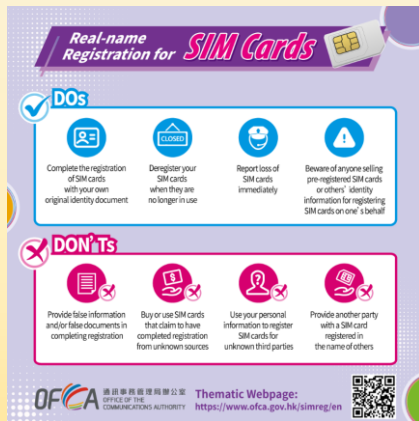 Real-name
Registration for SIM Cards
DOs
Complete the registration
of SIM cards
with your own
original identity document
CLOSED
Deregister your
SIM cards
when they are
no longer in use
Report loss of
SIM cards
immediately
Beware of anyone selling
pre-registered SIM cards
or others' identity
information for registering
SIM cards on one's behalf
DON'Ts
Provide false information
and/or false documents in
completing registration
$
Buy or use SIM cards
that claim to have
completed registration
from unknown sources
Use your personal
information to register
SIM cards for
unknown third parties
Provide another party
with a SIM card
registered in
the name of others
OFCA
通訊事務管理局辦公室
OFFICE OF THE
COMMUNICATIONS AUTHORITY
Thematic Webpage:
https://www.ofca.gov.hk/simreg/en